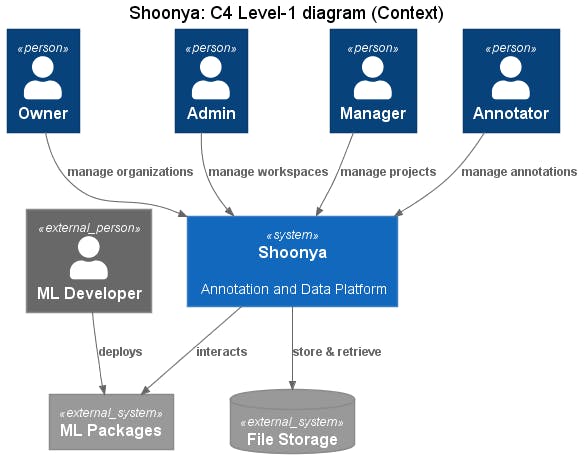 Shoonya: C4 Level-1 diagram (Context)
«person»
Owner
«person»
Admin
«person»
Manager
«person»
Annotator
manage organizations
manage workspaces
manage projects
manage annotations
«external_person»
ML Developer
«system»
Shoonya
Annotation and Data Platform
deploys
interacts
store & retrieve
«external_system»
ML Packages
«external_system»
File Storage